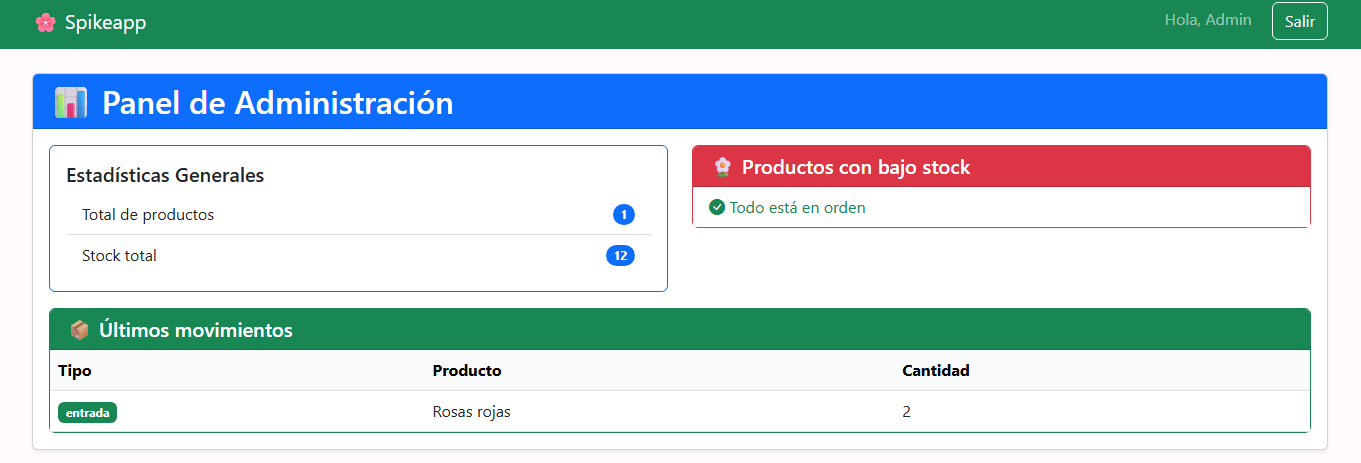 Spikeapp
Hola, Admin
Salir
Panel de Administración
Estadísticas Generales
Total de productos 1
Stock total 12
Productos con bajo stock
Todo está en orden
Últimos movimientos
Tipo Producto Cantidad
entrada Rosas rojas 2